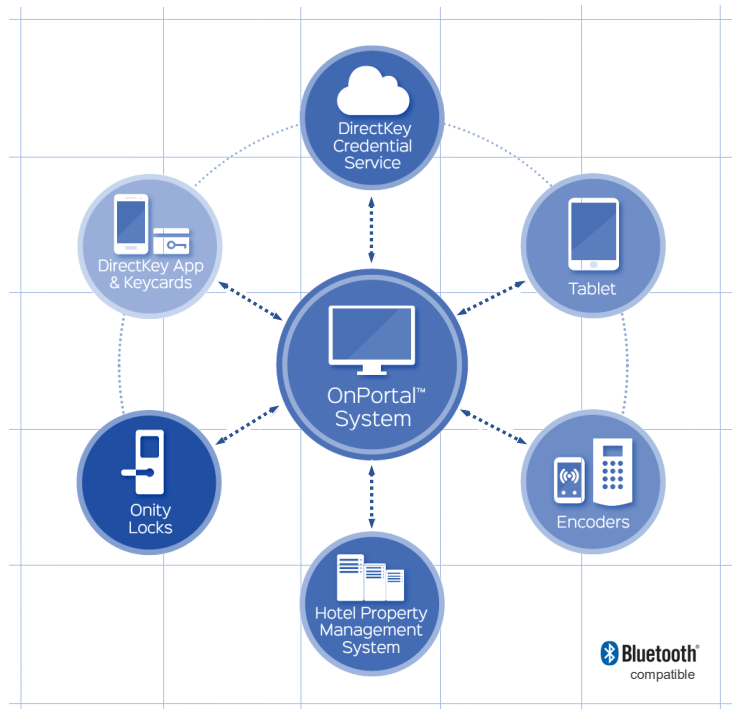 DirectKey
Credential
Service
DirectKey App
& Keycards
Tablet
OnPortal™
System
Onity
Locks
Encoders
Hotel Property
Management
System
Bluetooth®
compatible